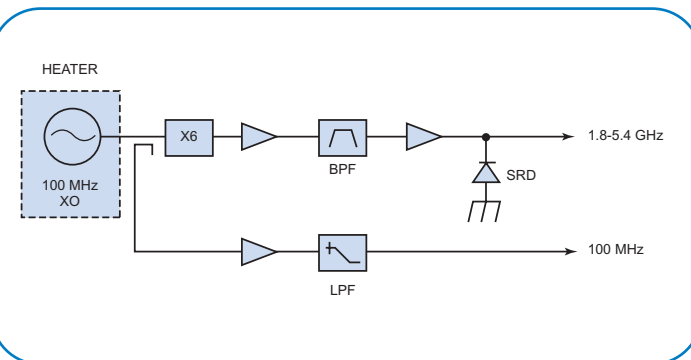 HEATER
100 MHz
XO
X6
BPF
SRD
1.8-5.4 GHz
LPF
100 MHz